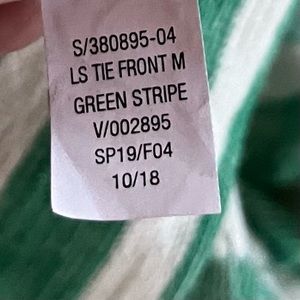 S/380895-04
LS TIE FRONT M
GREEN STRIPE
V/002895
SP19/F04
10/18